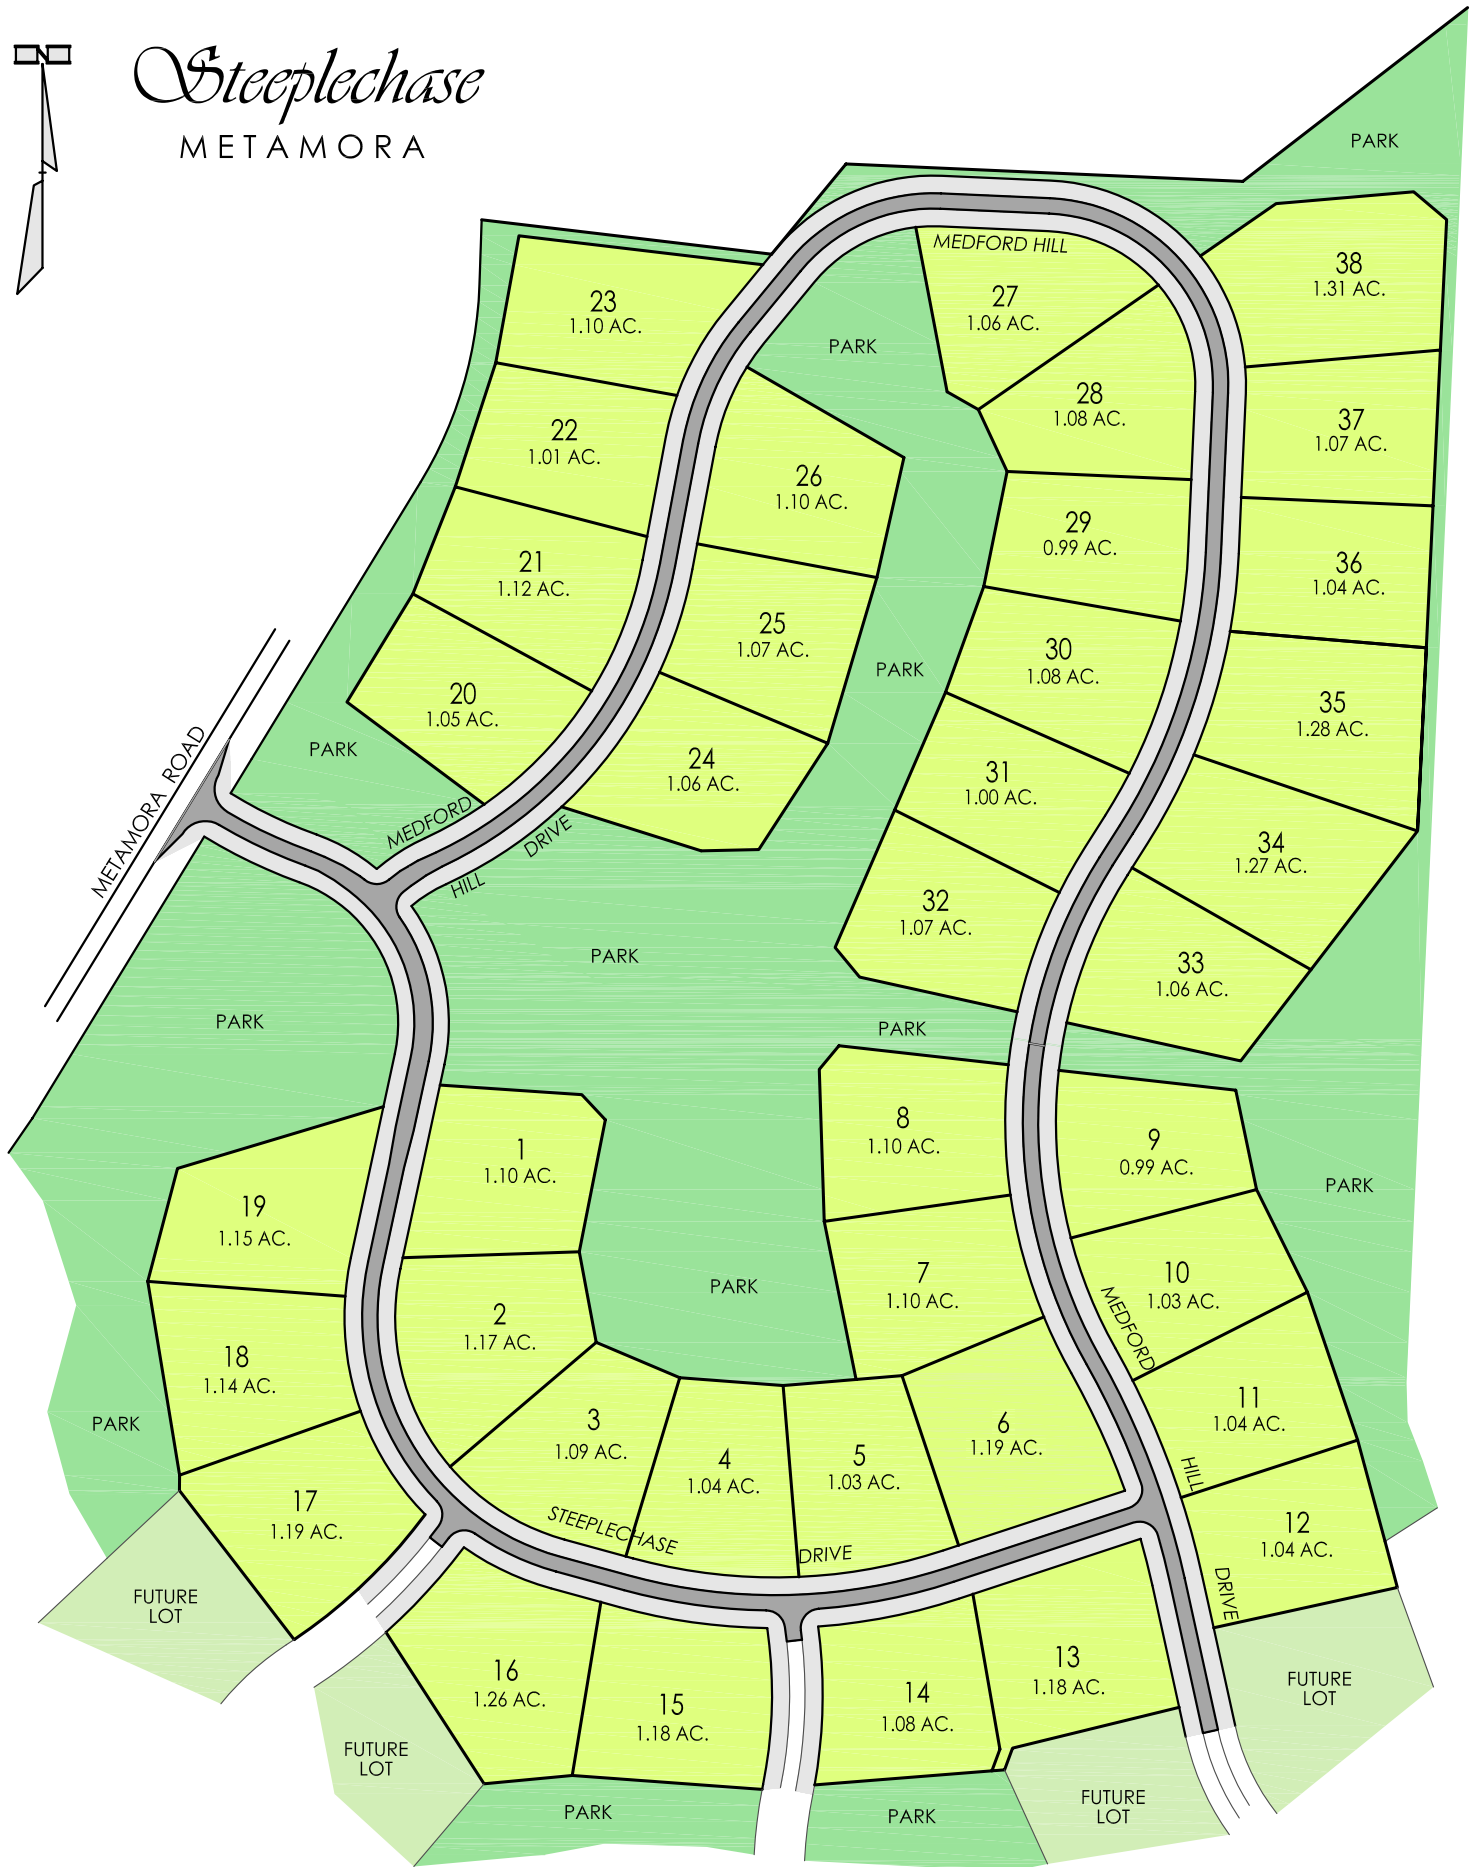 N
Steeplechase
METAMORA
PARK
38
1.31 AC.
MEDFORD HILL
27
1.06 AC.
23
1.10 AC.
PARK
28
1.08 AC.
37
1.07 AC.
22
1.01 AC.
26
1.10 AC.
29
0.99 AC.
36
1.04 AC.
21
1.12 AC.
25
1.07 AC.
30
1.08 AC.
PARK
20
1.05 AC.
35
1.28 AC.
PARK
24
1.06 AC.
31
1.00 AC.
METAMORA ROAD
MEDFORD
HILL
DRIVE
34
1.27 AC.
32
1.07 AC.
PARK
33
1.06 AC.
PARK
PARK
8
1.10 AC.
9
0.99 AC.
1
1.10 AC.
PARK
19
1.15 AC.
7
1.10 AC.
10
1.03 AC.
PARK
2
1.17 AC.
MEDFORD
HILL
DRIVE
18
1.14 AC.
11
1.04 AC.
PARK
3
1.09 AC.
4
1.04 AC.
5
1.03 AC.
6
1.19 AC.
17
1.19 AC.
STEEPLECHASE
DRIVE
12
1.04 AC.
FUTURE
LOT
16
1.26 AC.
15
1.18 AC.
14
1.08 AC.
13
1.18 AC.
FUTURE
LOT
FUTURE
LOT
PARK
PARK
FUTURE
LOT